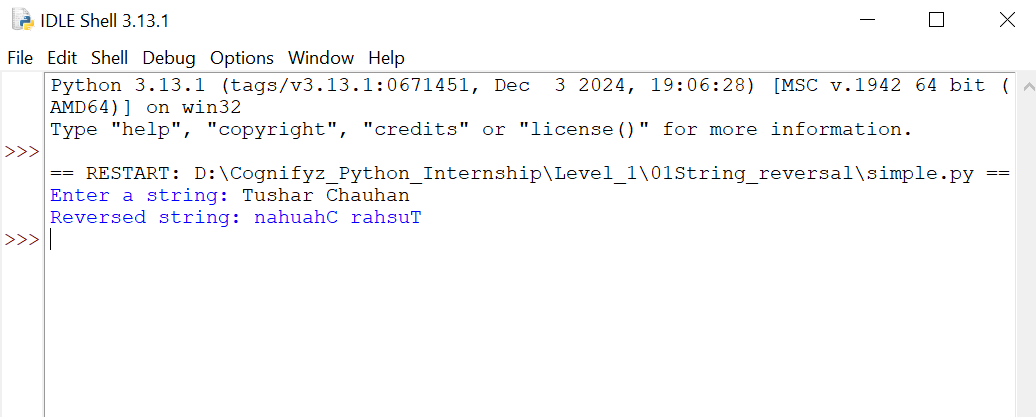 IDLE Shell 3.13.1
File Edit Shell Debug Options Window Help
Python 3.13.1 (tags/v3.13.1:0671451, Dec  3 2024, 19:06:28) [MSC v.1942 64 bit (
AMD64)] on win32
Type "help", "copyright", "credits" or "license()" for more information.
>>>
== RESTART: D:\Cognifyz_Python_Internship\Level_1\01String_reversal\simple.py ==
Enter a string: Tushar Chauhan
Reversed string: nahuahC rahsuT
>>>